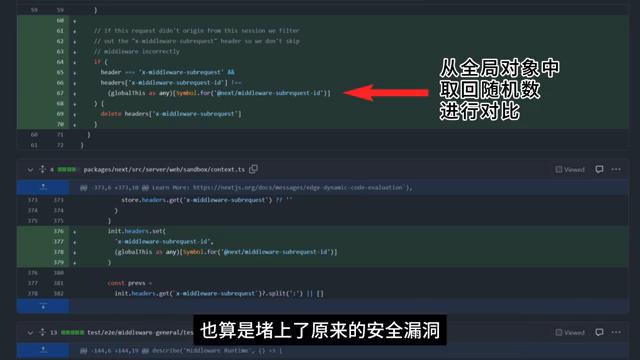 59 }
60 +
61 + // If this request didn't origin from this session we filter
62 + // out the "x-middleware-subrequest" header so we don't skip
63 + // middleware incorrectly
64 + if (
65 + header === 'x-middleware-subrequest' &&
66 + headers['x-middleware-subrequest-id'] !==
67 + (globalThis as any)[Symbol.for('@next/middleware-subrequest-id')]
68 + ) {
69 + delete headers['x-middleware-subrequest']
70 + }
60 71 }
61 72 }
从全局对象中
取回随机数
进行对比
4 packages/next/src/server/web/sandbox/context.ts Viewed
@@ -373,6 +373,10 @@ Learn More: https://nextjs.org/docs/messages/edge-dynamic-code-evaluation`),
373 373 store.headers.get('x-middleware-subrequest') ?? ''
374 374 )
375 375 }
376 + init.headers.set(
377 + 'x-middleware-subrequest-id',
378 + (globalThis as any)[Symbol.for('@next/middleware-subrequest-id')]
379 + )
376 380
377 381 const prevs =
378 382 init.headers.get(`x-middleware-subrequest`)?.split(':') || []
也算是堵上了原来的安全漏洞
13 test/e2e/middleware-general/test Viewed
@@ -144,6 +144,19 @@ describe('Middleware Runtime', () => {